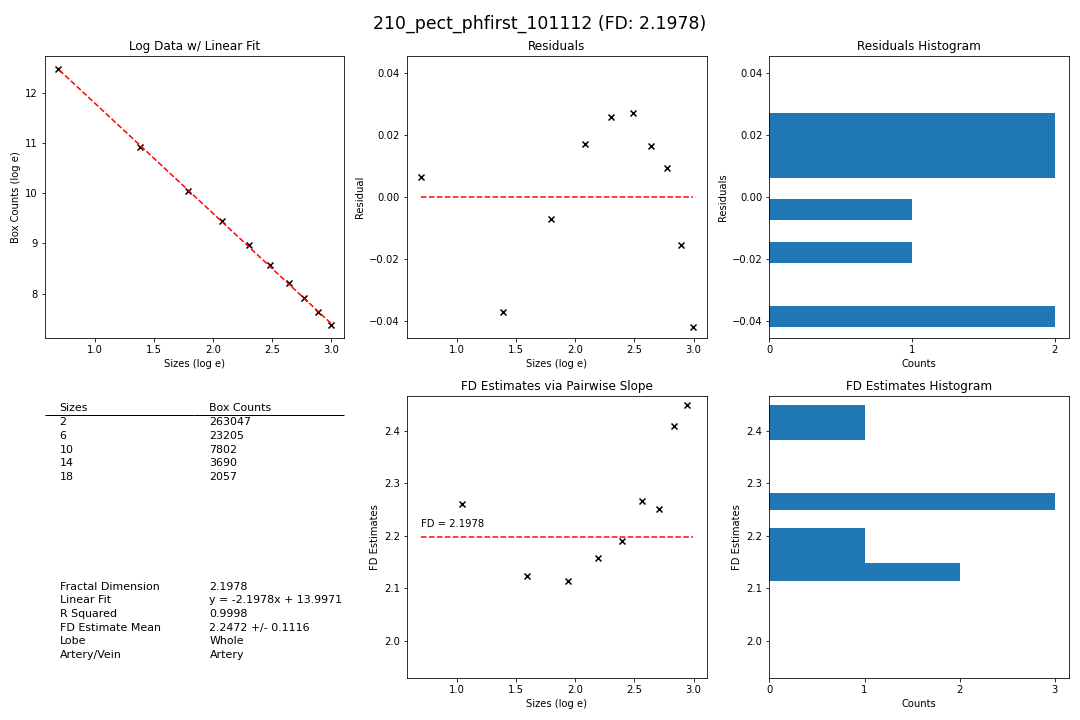 210_pect_phfirst_101112 (FD: 2.1978)
Log Data w/ Linear Fit
Box Counts (log e)
12
11
10
9
8
1.0 1.5 2.0 2.5 3.0
Sizes (log e)
Residuals
Residual
0.04
0.02
0.00
−0.02
−0.04
1.0 1.5 2.0 2.5 3.0
Sizes (log e)
Residuals Histogram
Residuals
0.04
0.02
0.00
−0.02
−0.04
0 1 2
Counts
Sizes Box Counts
2 263047
6 23205
10 7802
14 3690
18 2057
Fractal Dimension 2.1978
Linear Fit y = -2.1978x + 13.9971
R Squared 0.9998
FD Estimate Mean 2.2472 +/- 0.1116
Lobe Whole
Artery/Vein Artery
FD Estimates via Pairwise Slope
FD Estimates
2.4
2.3
2.2
2.1
2.0
FD = 2.1978
1.0 1.5 2.0 2.5 3.0
Sizes (log e)
FD Estimates Histogram
FD Estimates
2.4
2.3
2.2
2.1
2.0
0 1 2 3
Counts